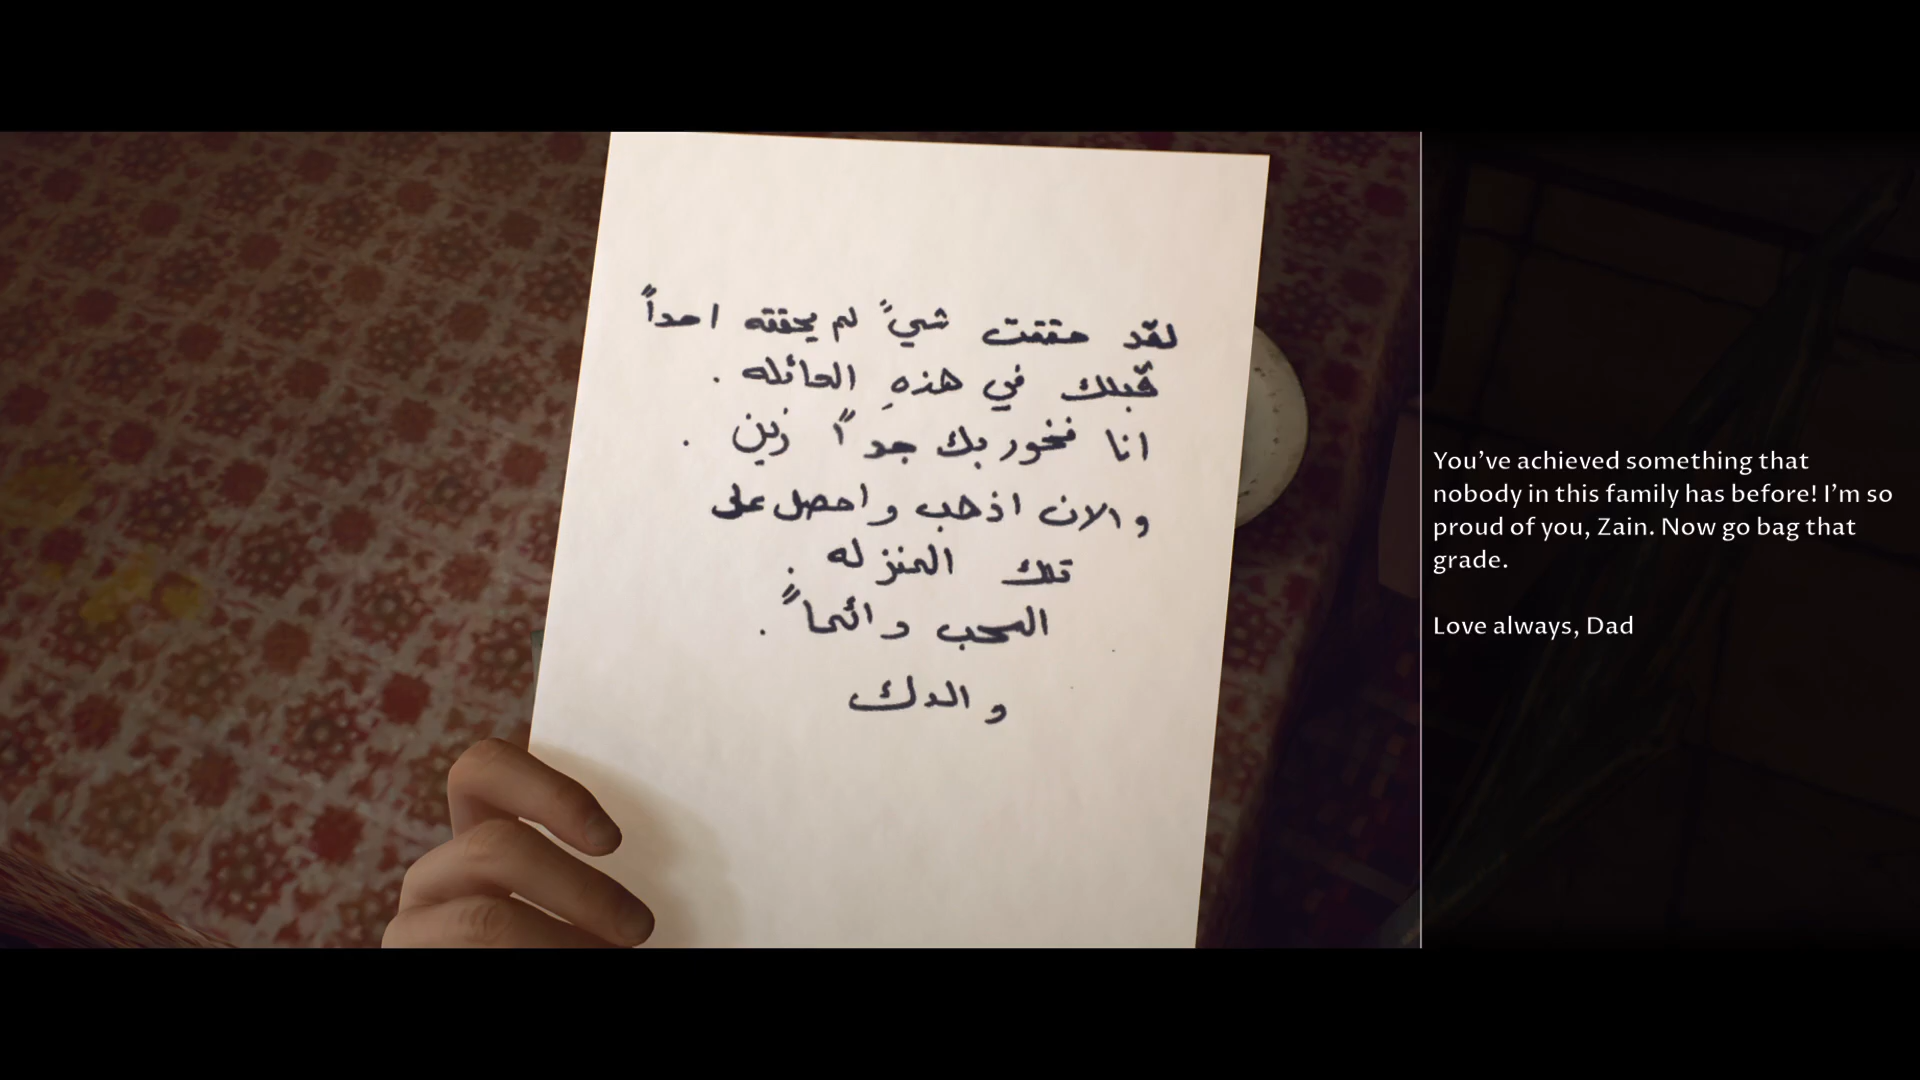 لقد حققت شيً لم يحققه احداً
قبلك في هذهِ العائله .
انا فخور بك جداً زين .
والان اذهب واحصل على
تلك المنزله .
المحب دائماً .
والدك
You've achieved something that
nobody in this family has before! I'm so
proud of you, Zain. Now go bag that
grade.
Love always, Dad